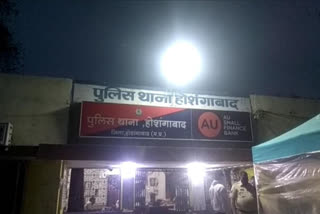 पुलिस थाना होशंगाबाद
पुलिस थाना, होशंगाबाद
जिला, होशंगाबाद (म.प्र.)
AU
AU
SMALL
FINANCE
BANK